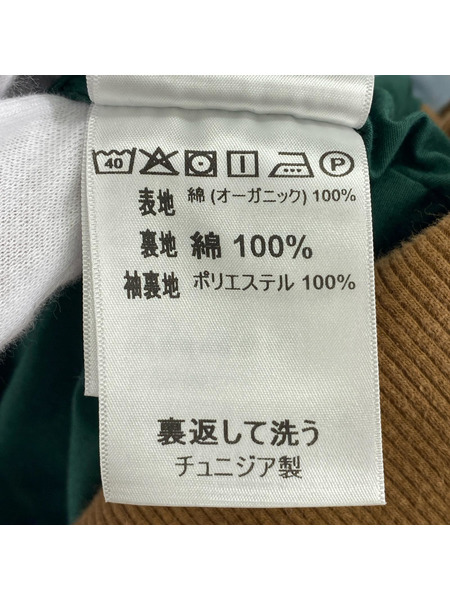 40 P
表地 綿 (オーガニック) 100%
裏地 綿 100%
袖裏地 ポリエステル 100%
裏返して洗う
チュニジア製